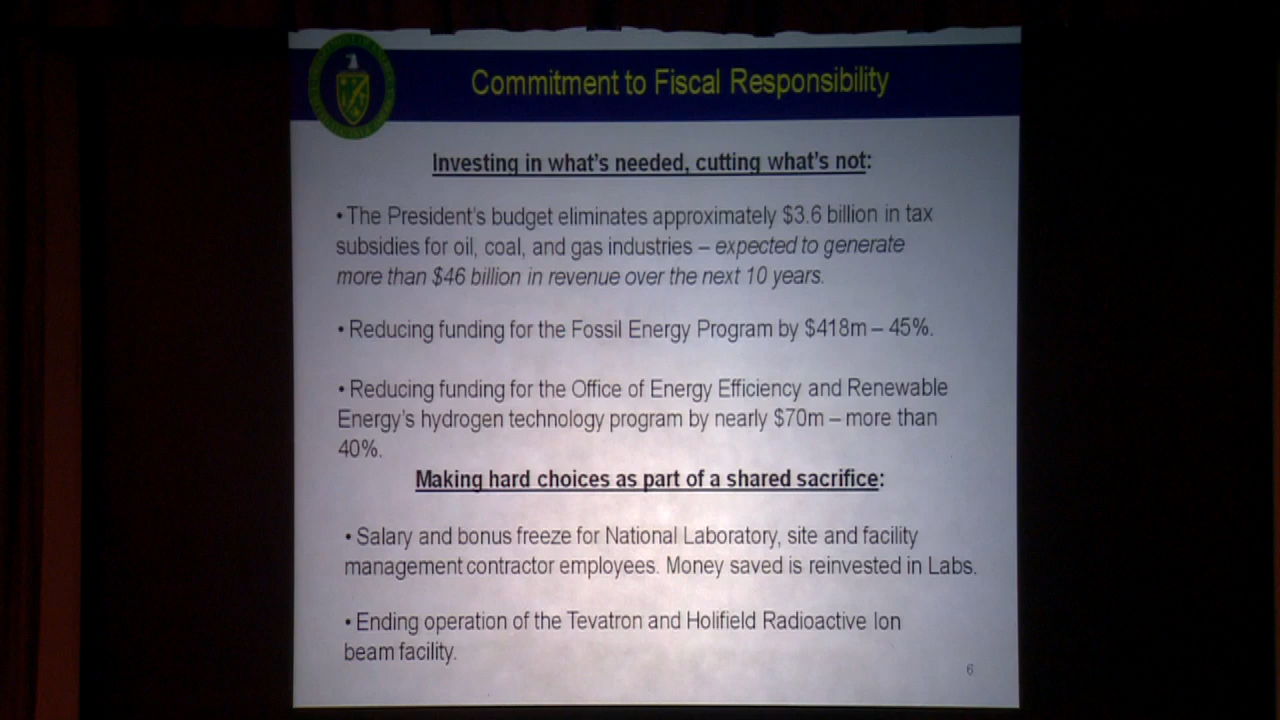 Commitment to Fiscal Responsibility
Investing in what's needed, cutting what's not:
• The President's budget eliminates approximately $3.6 billion in tax
subsidies for oil, coal, and gas industries – expected to generate
more than $46 billion in revenue over the next 10 years.
• Reducing funding for the Fossil Energy Program by $418m – 45%.
• Reducing funding for the Office of Energy Efficiency and Renewable
Energy's hydrogen technology program by nearly $70m – more than
40%.
Making hard choices as part of a shared sacrifice:
• Salary and bonus freeze for National Laboratory, site and facility
management contractor employees. Money saved is reinvested in Labs.
• Ending operation of the Tevatron and Holifield Radioactive Ion
beam facility.
6